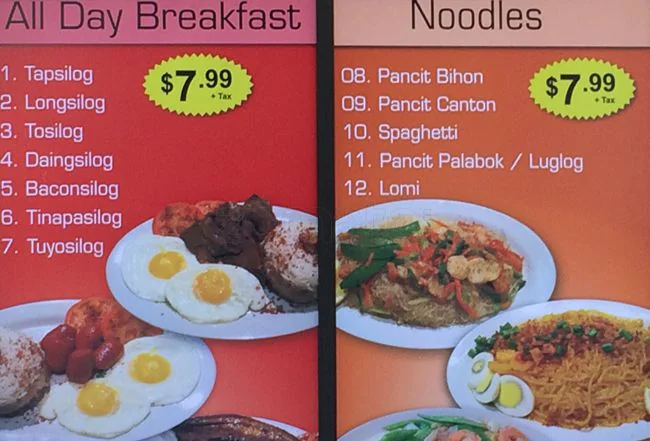 All Day Breakfast
$7.99
+ Tax
1. Tapsilog
2. Longsilog
3. Tosilog
4. Daingsilog
5. Baconsilog
6. Tinapasilog
7. Tuyosilog
Noodles
$7.99
+ Tax
08. Pancit Bihon
09. Pancit Canton
10. Spaghetti
11. Pancit Palabok / Luglog
12. Lomi